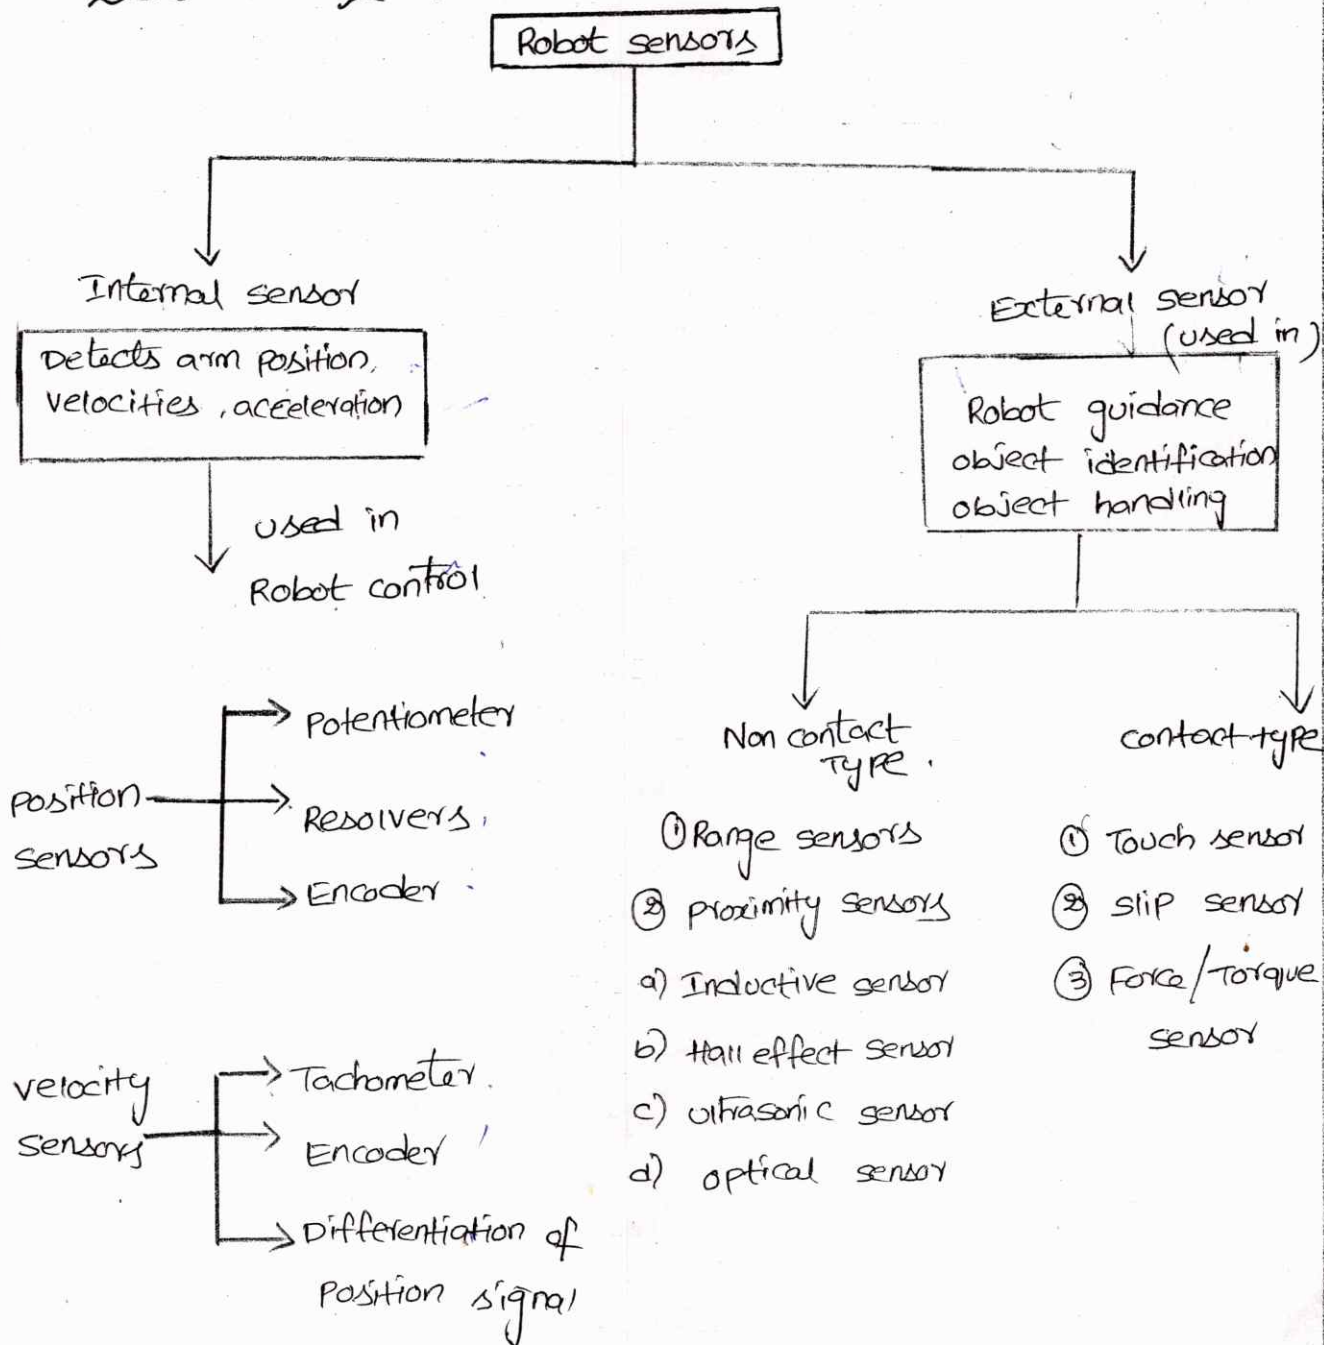 Robot sensors
Internal sensor
Detects arm position,
velocities, acceleration
used in
Robot control
position
sensors
Potentiometer
Resolvers
Encoder
velocity
sensors
Tachometer
Encoder
Differentiation of
position signal
External sensor
(used in)
Robot guidance
object identification
object handling
Non contact
Type.
① Range sensors
② proximity sensors
a) Inductive sensor
b) Hall effect sensor
c) ultrasonic sensor
d) optical sensor
contact type
① Touch sensor
② slip sensor
③ Force/Torque
sensor